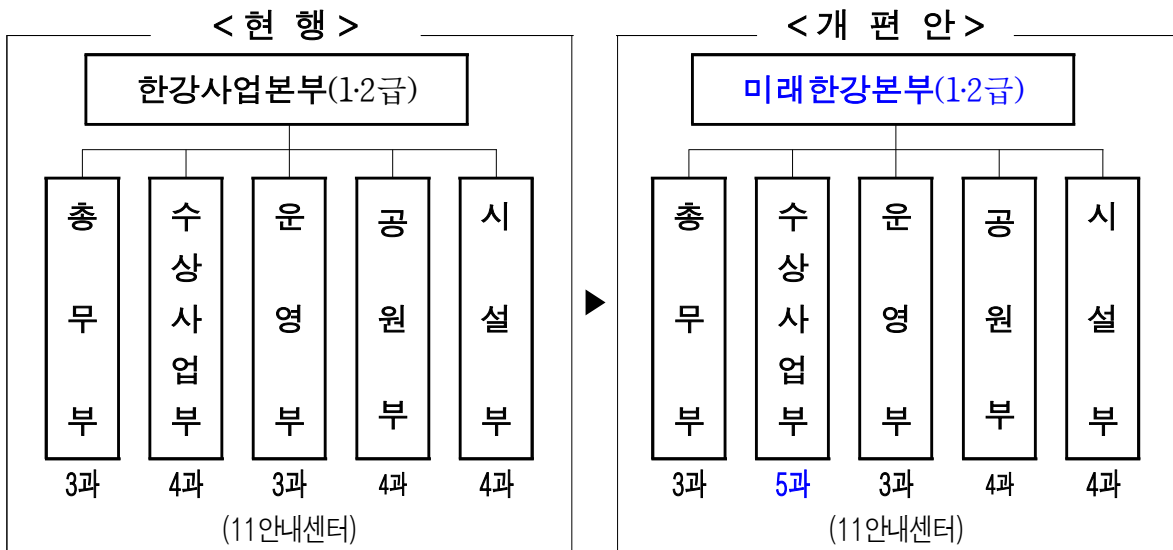 < 현 행 >
한강사업본부(1·2급)
총무부
수상사업부
운영부
공원부
시설부
3과
4과
3과
4과
4과
(11안내센터)
▶
< 개 편 안 >
미래한강본부(1·2급)
총무부
수상사업부
운영부
공원부
시설부
3과
5과
3과
4과
4과
(11안내센터)